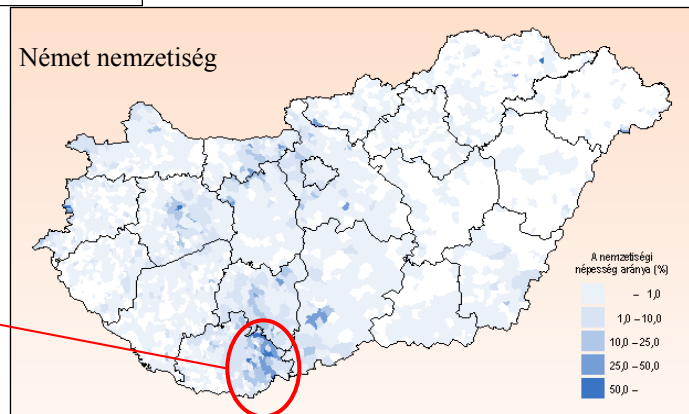 Német nemzetiség
A nemzetiségi
népesség aránya (%)
– 1,0
1,0 – 10,0
10,0 – 25,0
25,0 – 50,0
50,0 –